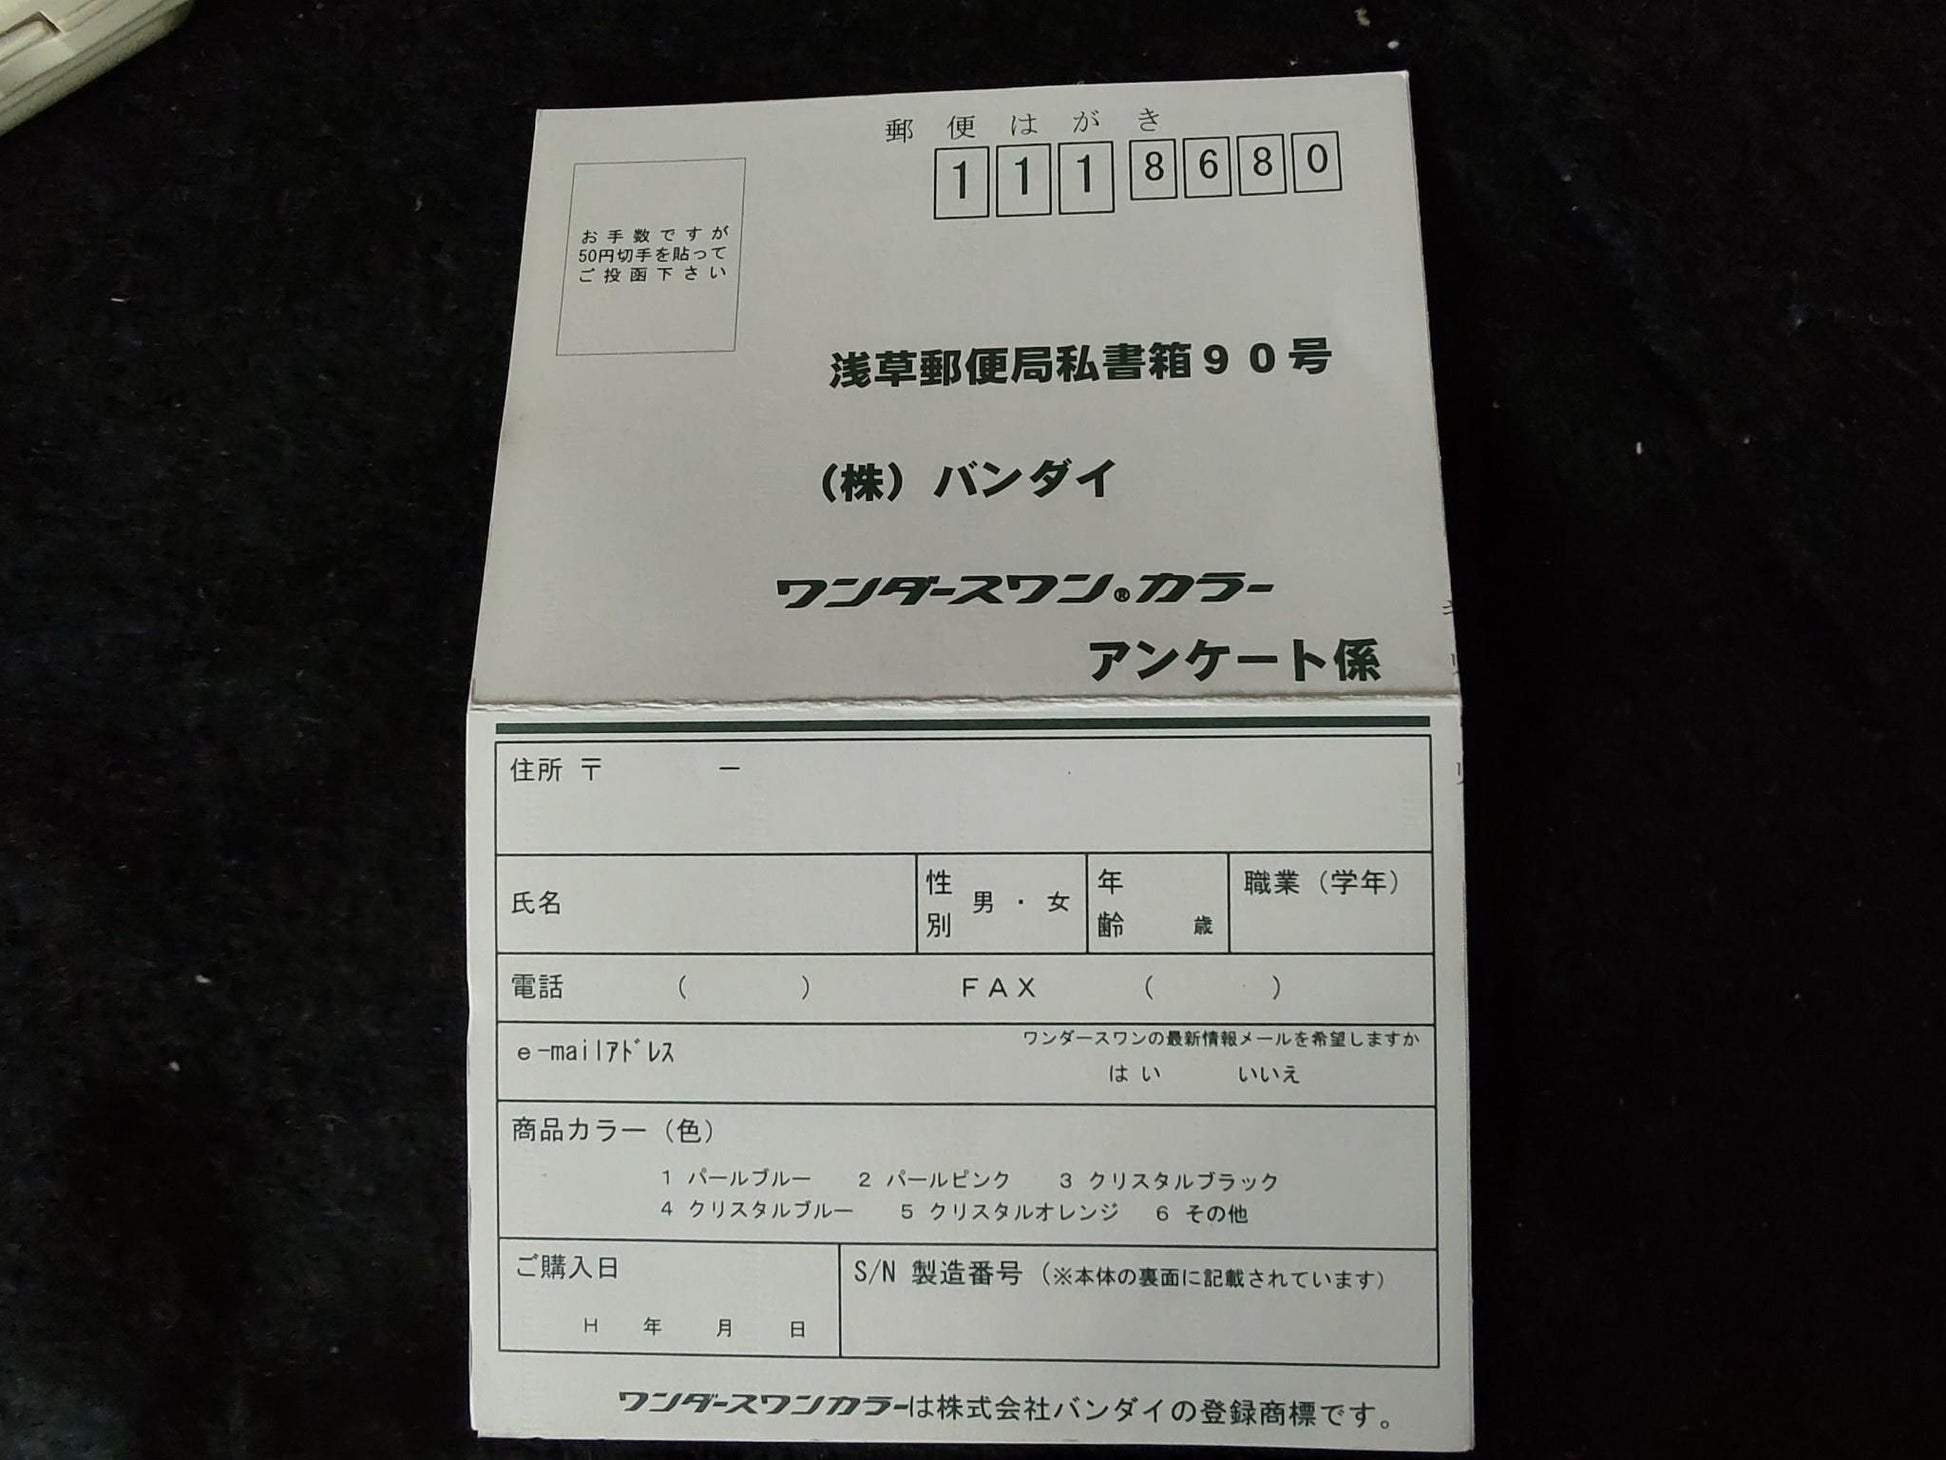 郵便はがき
111 8680
お手数ですが
50円切手を貼って
ご投函下さい
浅草郵便局私書箱90号
(株)バンダイ
ワンダースワン®カラー
アンケート係
住所 〒　　　ー
氏名
性別 男・女
年齢 歳
職業(学年)
電話　　(　　　)　　FAX　　(　　　)
e-mailアドレス
ワンダースワンの最新情報メールを希望しますか
はい　　いいえ
商品カラー(色)
1 パールブルー　2 パールピンク　3 クリスタルブラック
4 クリスタルブルー　5 クリスタルオレンジ　6 その他
ご購入日
H　年　月　日
S/N 製造番号(※本体の裏面に記載されています)
ワンダースワンカラーは株式会社バンダイの登録商標です。